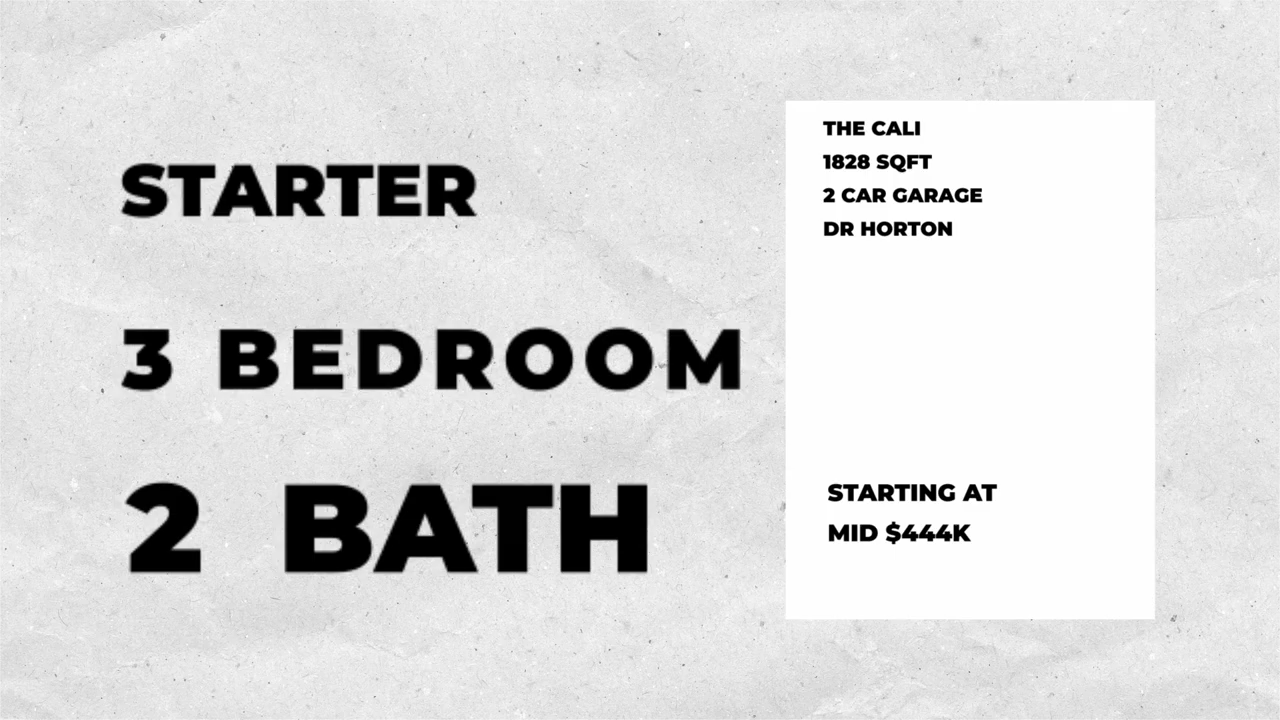 STARTER
3 BEDROOM
2 BATH
THE CALI
1828 SQFT
2 CAR GARAGE
DR HORTON
STARTING AT
MID $444K